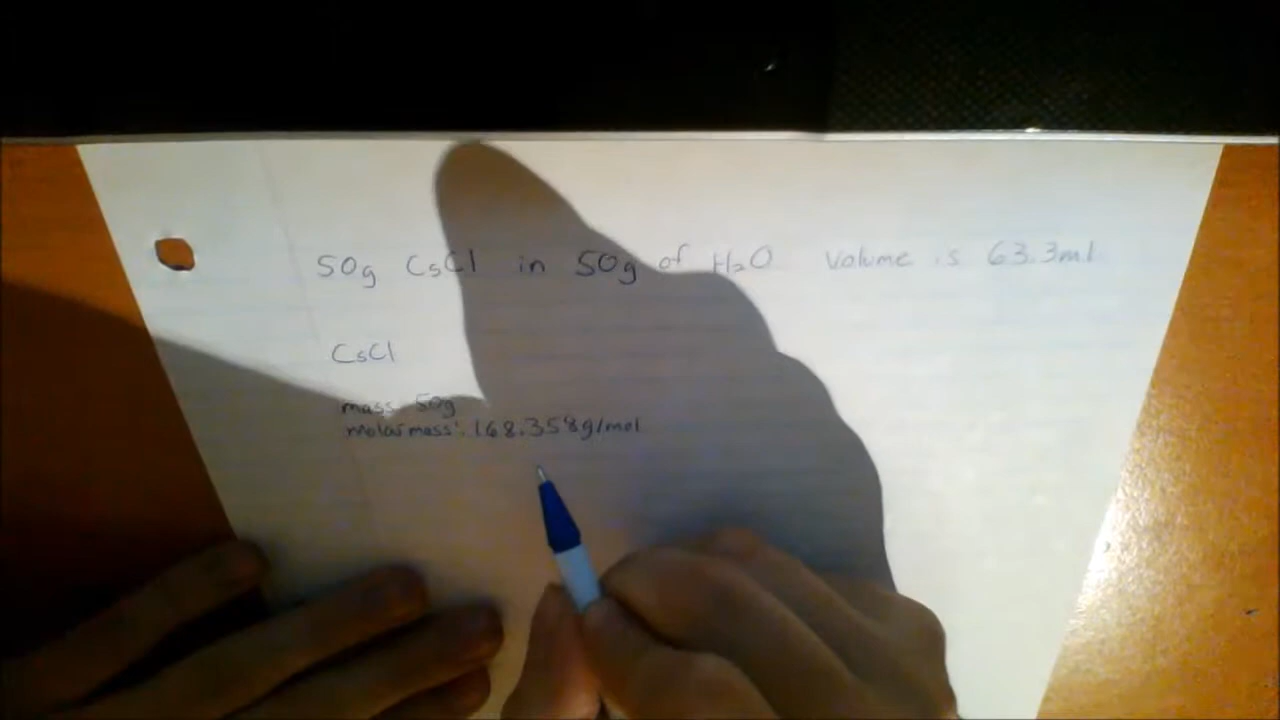 50g CsCl in 50g of H₂O Volume is 63.3ml
CsCl
mass: 50g
Molar mass: 168.358g/mol